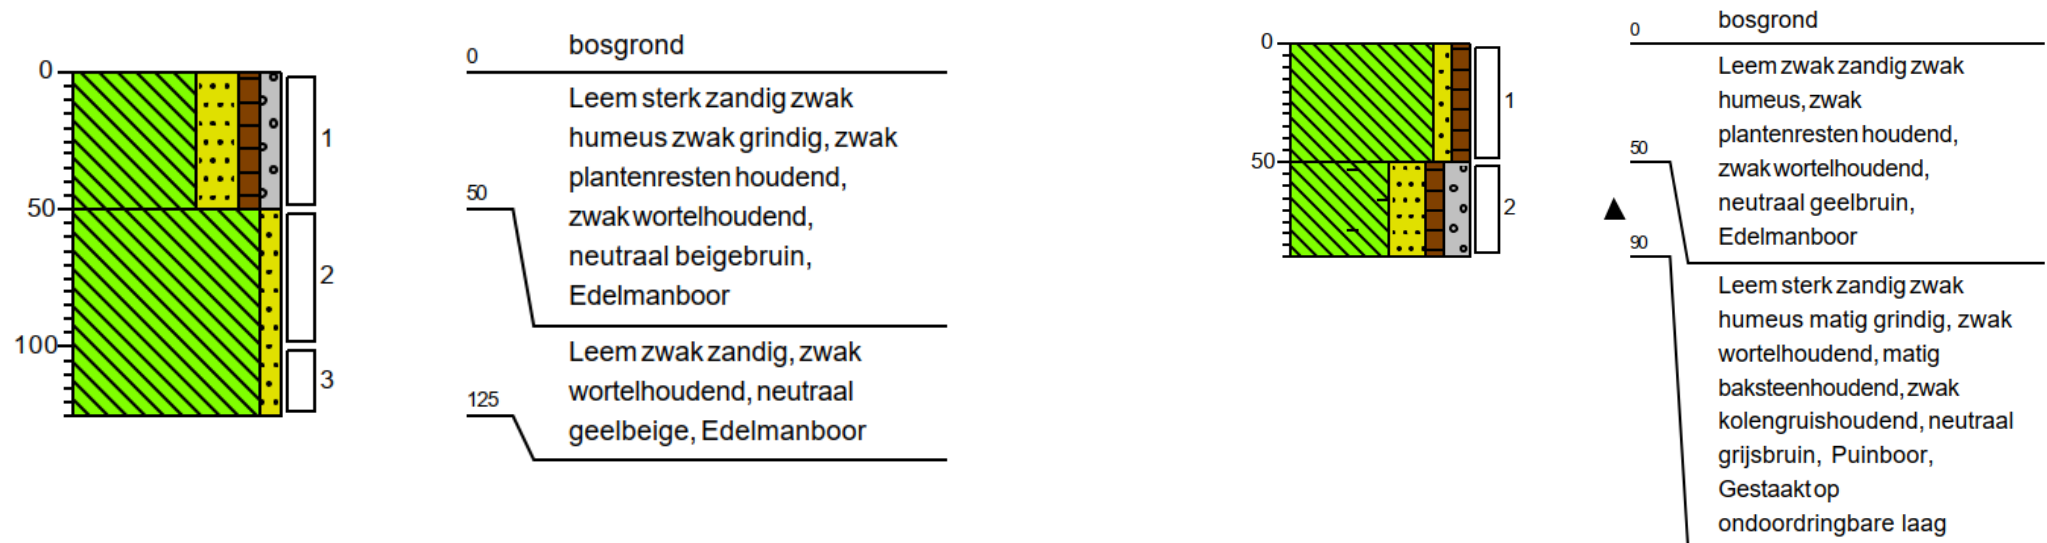 0
50
100
1
2
3
0
bosgrond
Leem sterk zandig zwak
humeus zwak grindig, zwak
plantenresten houdend,
50
zwak wortelhoudend,
neutraal beigebruin,
Edelmanboor
Leem zwak zandig, zwak
wortelhoudend, neutraal
125
geelbeige, Edelmanboor
0
50
1
2
0
bosgrond
Leem zwak zandig zwak
humeus, zwak
plantenresten houdend,
50
zwak wortelhoudend,
neutraal geelbruin,
90
Edelmanboor
Leem sterk zandig zwak
humeus matig grindig, zwak
wortelhoudend, matig
baksteenhoudend, zwak
kolengruishoudend, neutraal
grijsbruin, Puinboor,
Gestaakt op
ondoordringbare laag